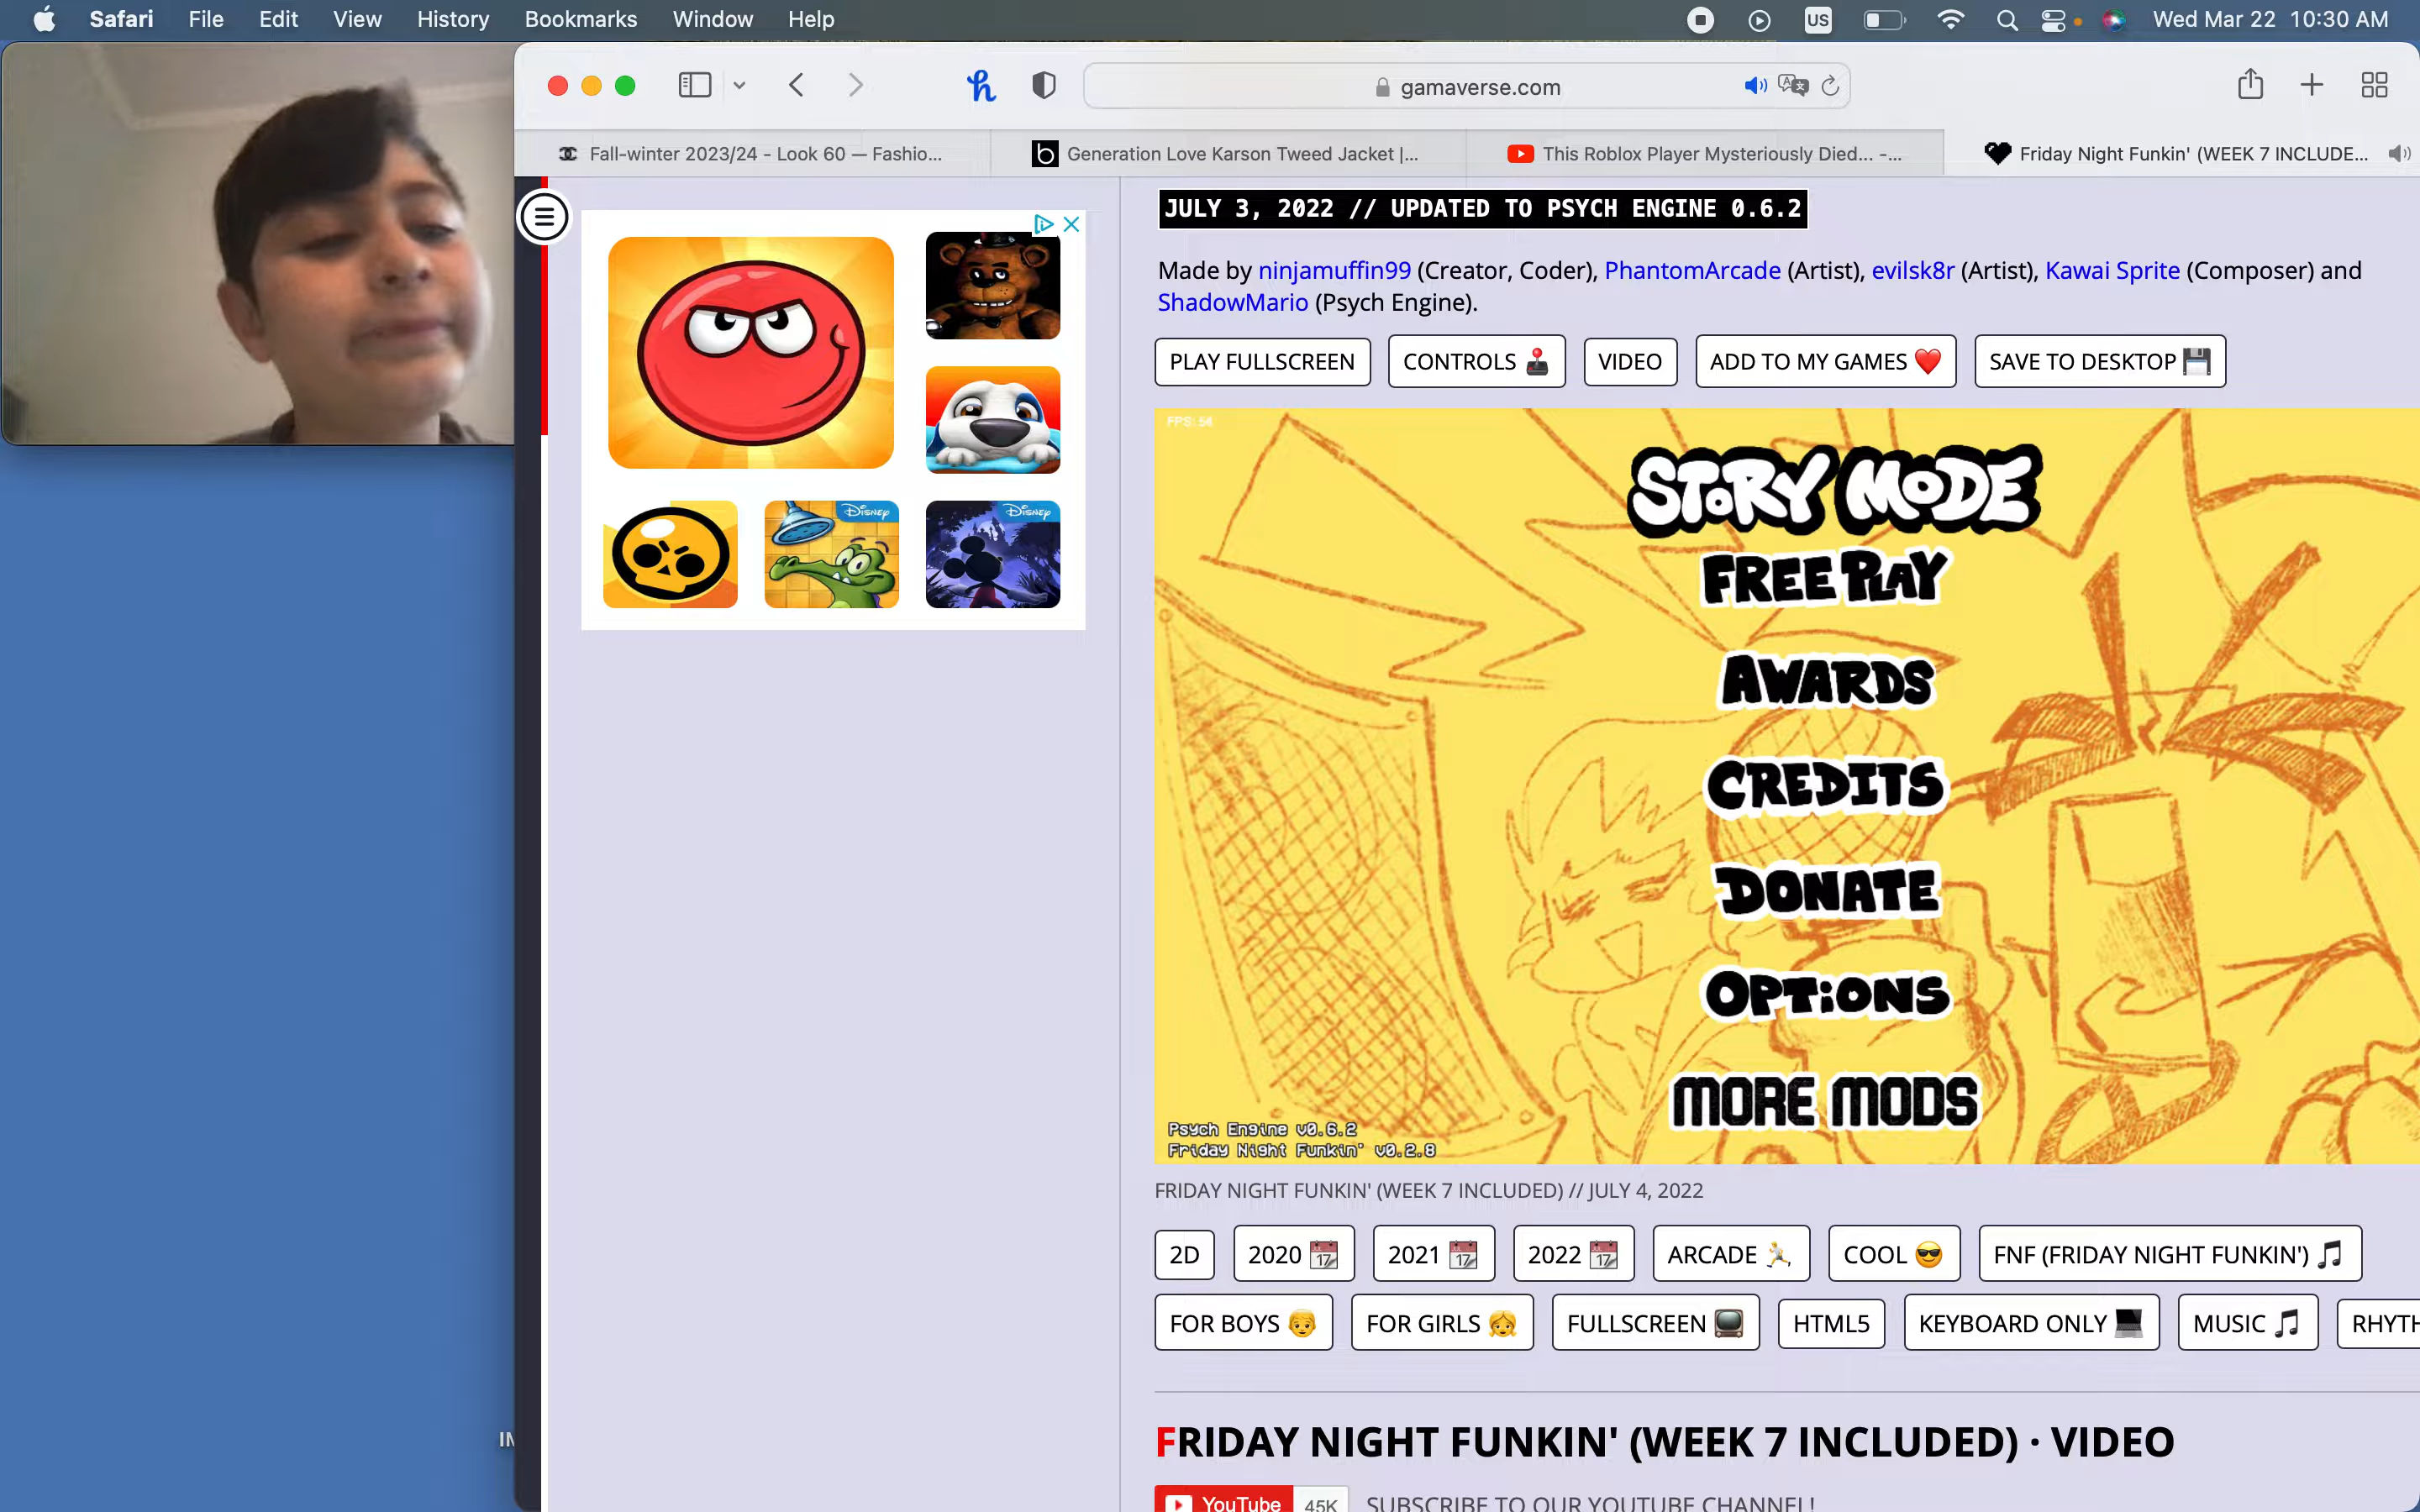 Safari File Edit View History Bookmarks Window Help US Wed Mar 22 10:30 AM
gamaverse.com
Fall-winter 2023/24 - Look 60 — Fashio... Generation Love Karson Tweed Jacket |... This Roblox Player Mysteriously Died... -... Friday Night Funkin' (WEEK 7 INCLUDE...
JULY 3, 2022 // UPDATED TO PSYCH ENGINE 0.6.2
Made by ninjamuffin99 (Creator, Coder), PhantomArcade (Artist), evilsk8r (Artist), Kawai Sprite (Composer) and
ShadowMario (Psych Engine).
PLAY FULLSCREEN CONTROLS 🕹️ VIDEO ADD TO MY GAMES ❤️ SAVE TO DESKTOP 💾
FPS: 54
STORY MODE
FREEPLAY
AWARDS
CREDITS
DONATE
OPTIONS
MORE MODS
Disney Disney
Psych Engine v0.6.2
Friday Night Funkin' v0.2.8
FRIDAY NIGHT FUNKIN' (WEEK 7 INCLUDED) // JULY 4, 2022
2D 2020 📅 2021 📅 2022 📅 ARCADE 🏃 COOL 😎 FNF (FRIDAY NIGHT FUNKIN') 🎵
FOR BOYS 👦 FOR GIRLS 👧 FULLSCREEN 📺 HTML5 KEYBOARD ONLY 💻 MUSIC 🎵 RHYTH
FRIDAY NIGHT FUNKIN' (WEEK 7 INCLUDED) · VIDEO
YouTube 45K SUBSCRIBE TO OUR YOUTUBE CHANNEL!